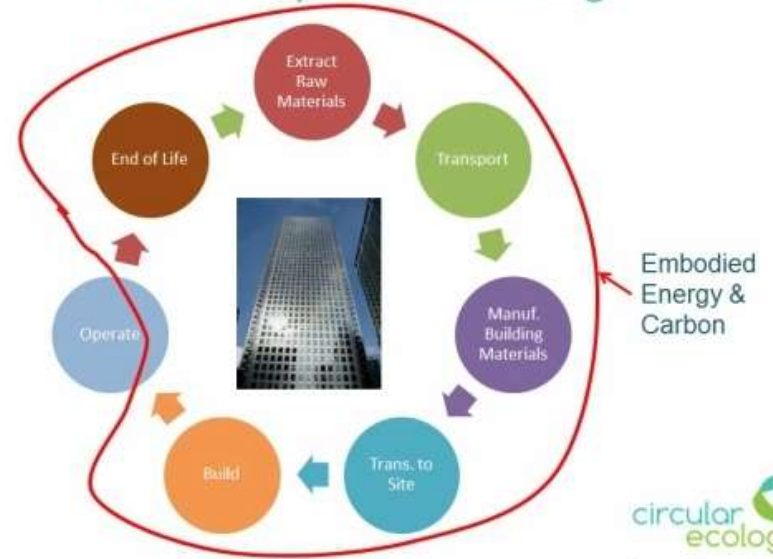 Extract
Raw
Materials
End of Life
Transport
Embodied
Energy &
Carbon
Operate
Manuf.
Building
Materials
Build
Trans. to
Site
circular